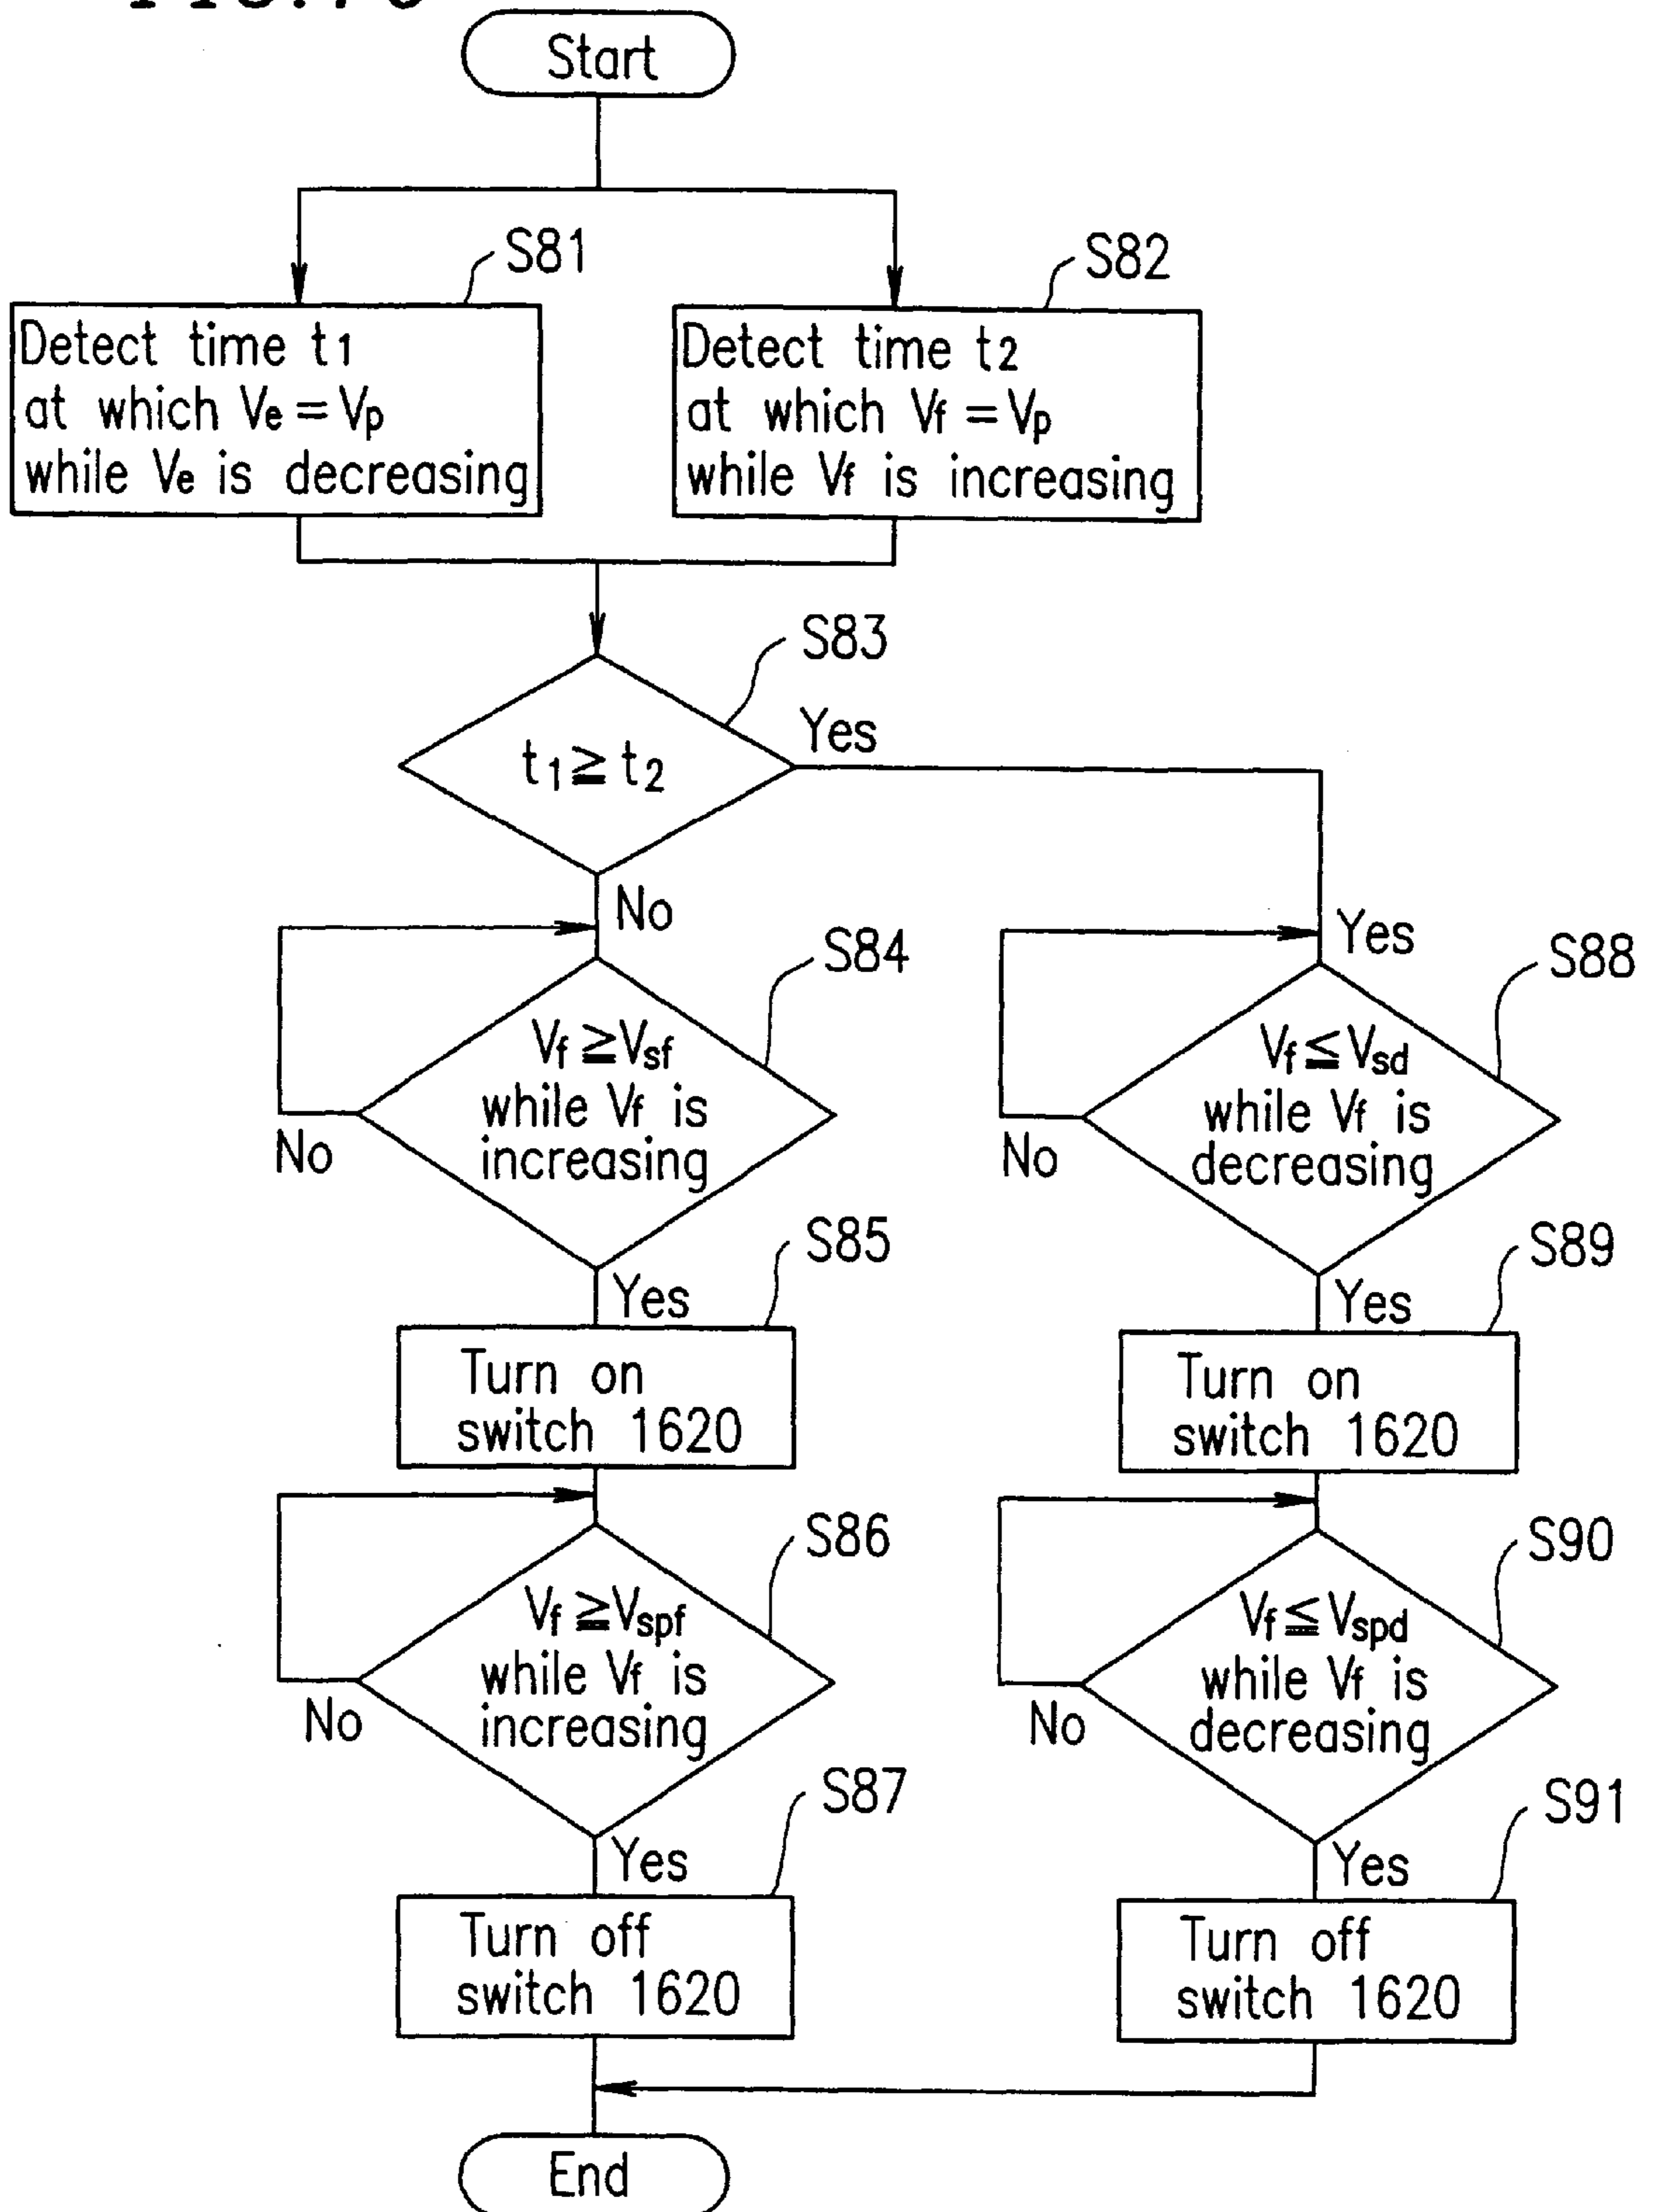 Start
S81
S82
Detect time t1
at which Ve = Vp
while Ve is decreasing
Detect time t2
at which Vf = Vp
while Vf is increasing
S83
t1 ≧ t2
Yes
No
S84
Vf ≧ Vsf
while Vf is
increasing
No
Yes
S85
Turn on
switch 1620
S86
Vf ≧ Vspf
while Vf is
increasing
No
Yes
S87
Turn off
switch 1620
Yes
S88
Vf ≦ Vsd
while Vf is
decreasing
No
Yes
S89
Turn on
switch 1620
S90
Vf ≦ Vspd
while Vf is
decreasing
No
Yes
S91
Turn off
switch 1620
End